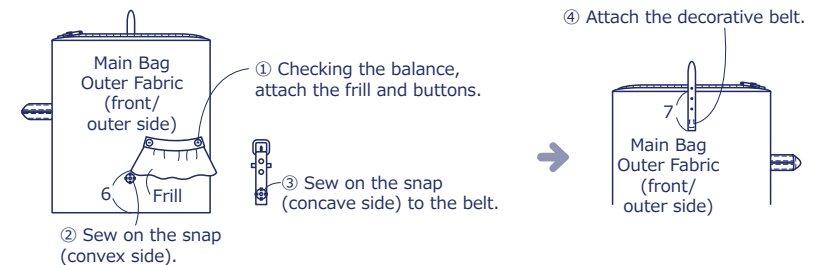 Main Bag
Outer Fabric
(front/
outer side)
① Checking the balance,
attach the frill and buttons.
6
Frill
② Sew on the snap
(convex side).
③ Sew on the snap
(concave side) to the belt.
④ Attach the decorative belt.
7
Main Bag
Outer Fabric
(front/
outer side)